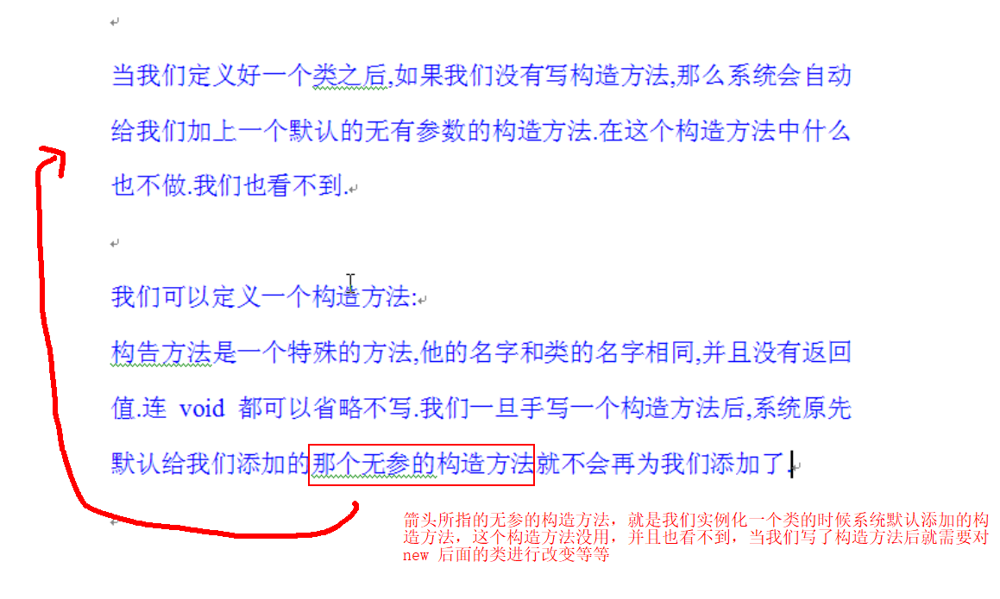 当我们定义好一个类之后,如果我们没有写构造方法,那么系统会自动
给我们加上一个默认的无有参数的构造方法.在这个构造方法中什么
也不做.我们也看不到.
我们可以定义一个构造方法:
构告方法是一个特殊的方法,他的名字和类的名字相同,并且没有返回
值.连 void 都可以省略不写.我们一旦手写一个构造方法后,系统原先
默认给我们添加的那个无参的构造方法就不会再为我们添加了.
箭头所指的无参的构造方法，就是我们实例化一个类的时候系统默认添加的构
造方法，这个构造方法没用，并且也看不到，当我们写了构造方法后就需要对
new 后面的类进行改变等等